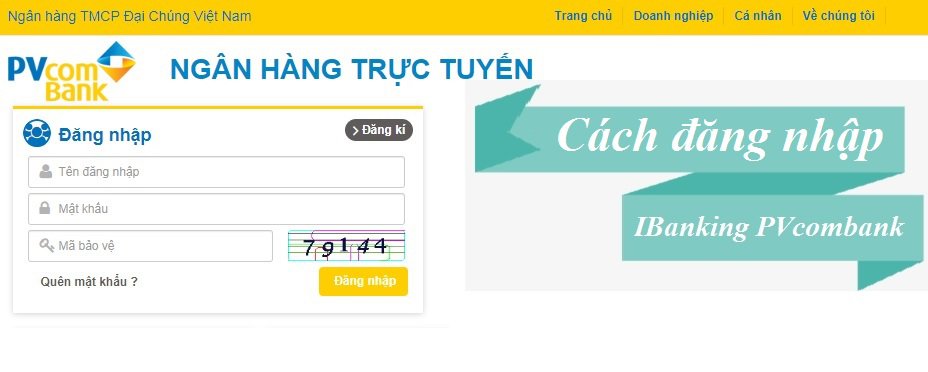 Ngân hàng TMCP Đại Chúng Việt Nam
Trang chủ
Doanh nghiệp
Cá nhân
Về chúng tôi
PVcom
BANK
NGÂN HÀNG TRỰC TUYẾN
Đăng nhập
Đăng kí
Tên đăng nhập
Mật khẩu
Mã bảo vệ
79144
Quên mật khẩu ?
Đăng nhập
Cách đăng nhập
IBanking PVcombank